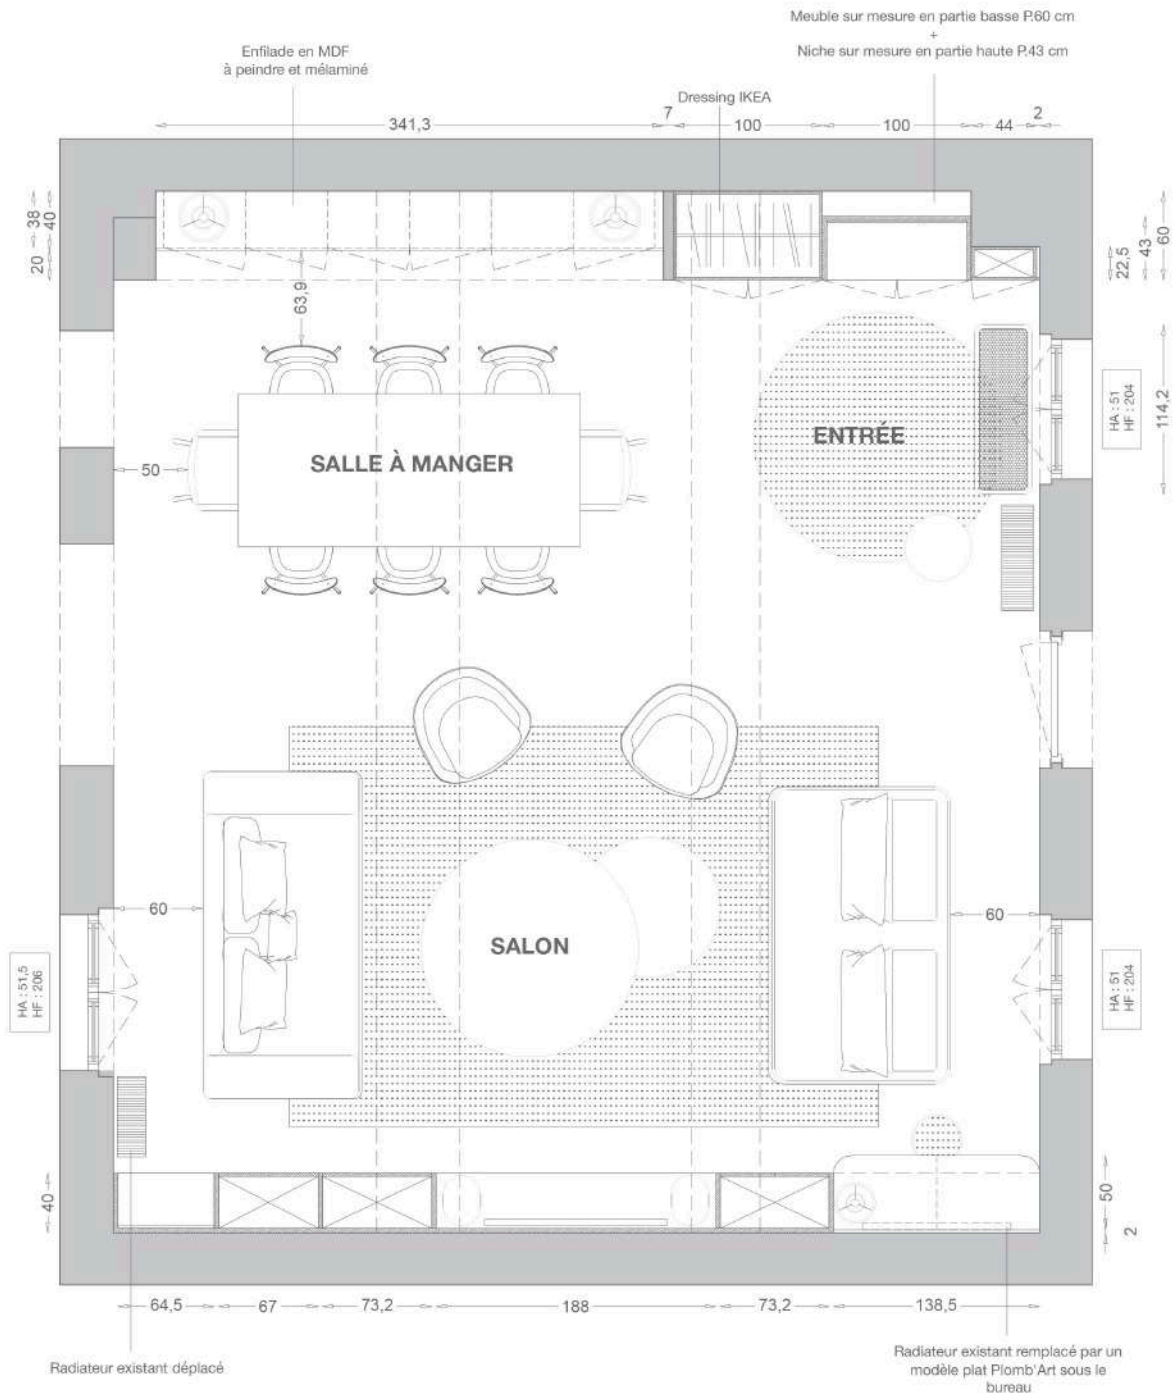 Meuble sur mesure en partie basse P.60 cm
+
Niche sur mesure en partie haute P.43 cm
Enfilade en MDF
à peindre et mélaminé
Dressing IKEA
341,3
7
100
100
44
2
38
40
20
63,9
22,5
43
60
114,2
HA : 51
HF : 204
ENTRÉE
SALLE À MANGER
50
60
60
SALON
HA : 51,5
HF : 206
HA : 51
HF : 204
40
50
2
64,5
67
73,2
188
73,2
138,5
Radiateur existant déplacé
Radiateur existant remplacé par un
modèle plat Plomb'Art sous le
bureau